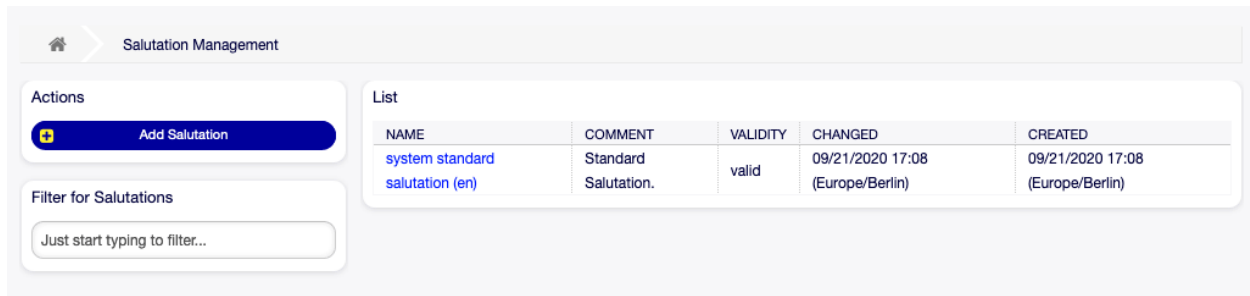 Salutation Management
Actions
Add Salutation
Filter for Salutations
Just start typing to filter...
List
NAME COMMENT VALIDITY CHANGED CREATED
system standard Standard valid 09/21/2020 17:08 09/21/2020 17:08
salutation (en) Salutation. (Europe/Berlin) (Europe/Berlin)